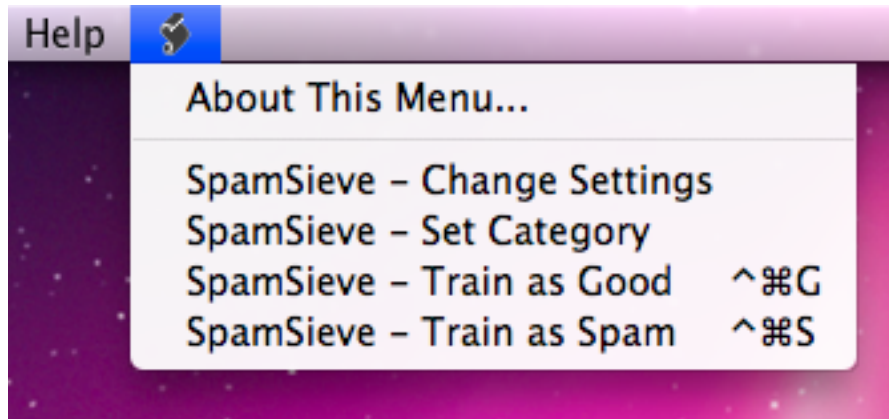 Help
About This Menu...
SpamSieve – Change Settings
SpamSieve – Set Category
SpamSieve – Train as Good ^⌘G
SpamSieve – Train as Spam ^⌘S